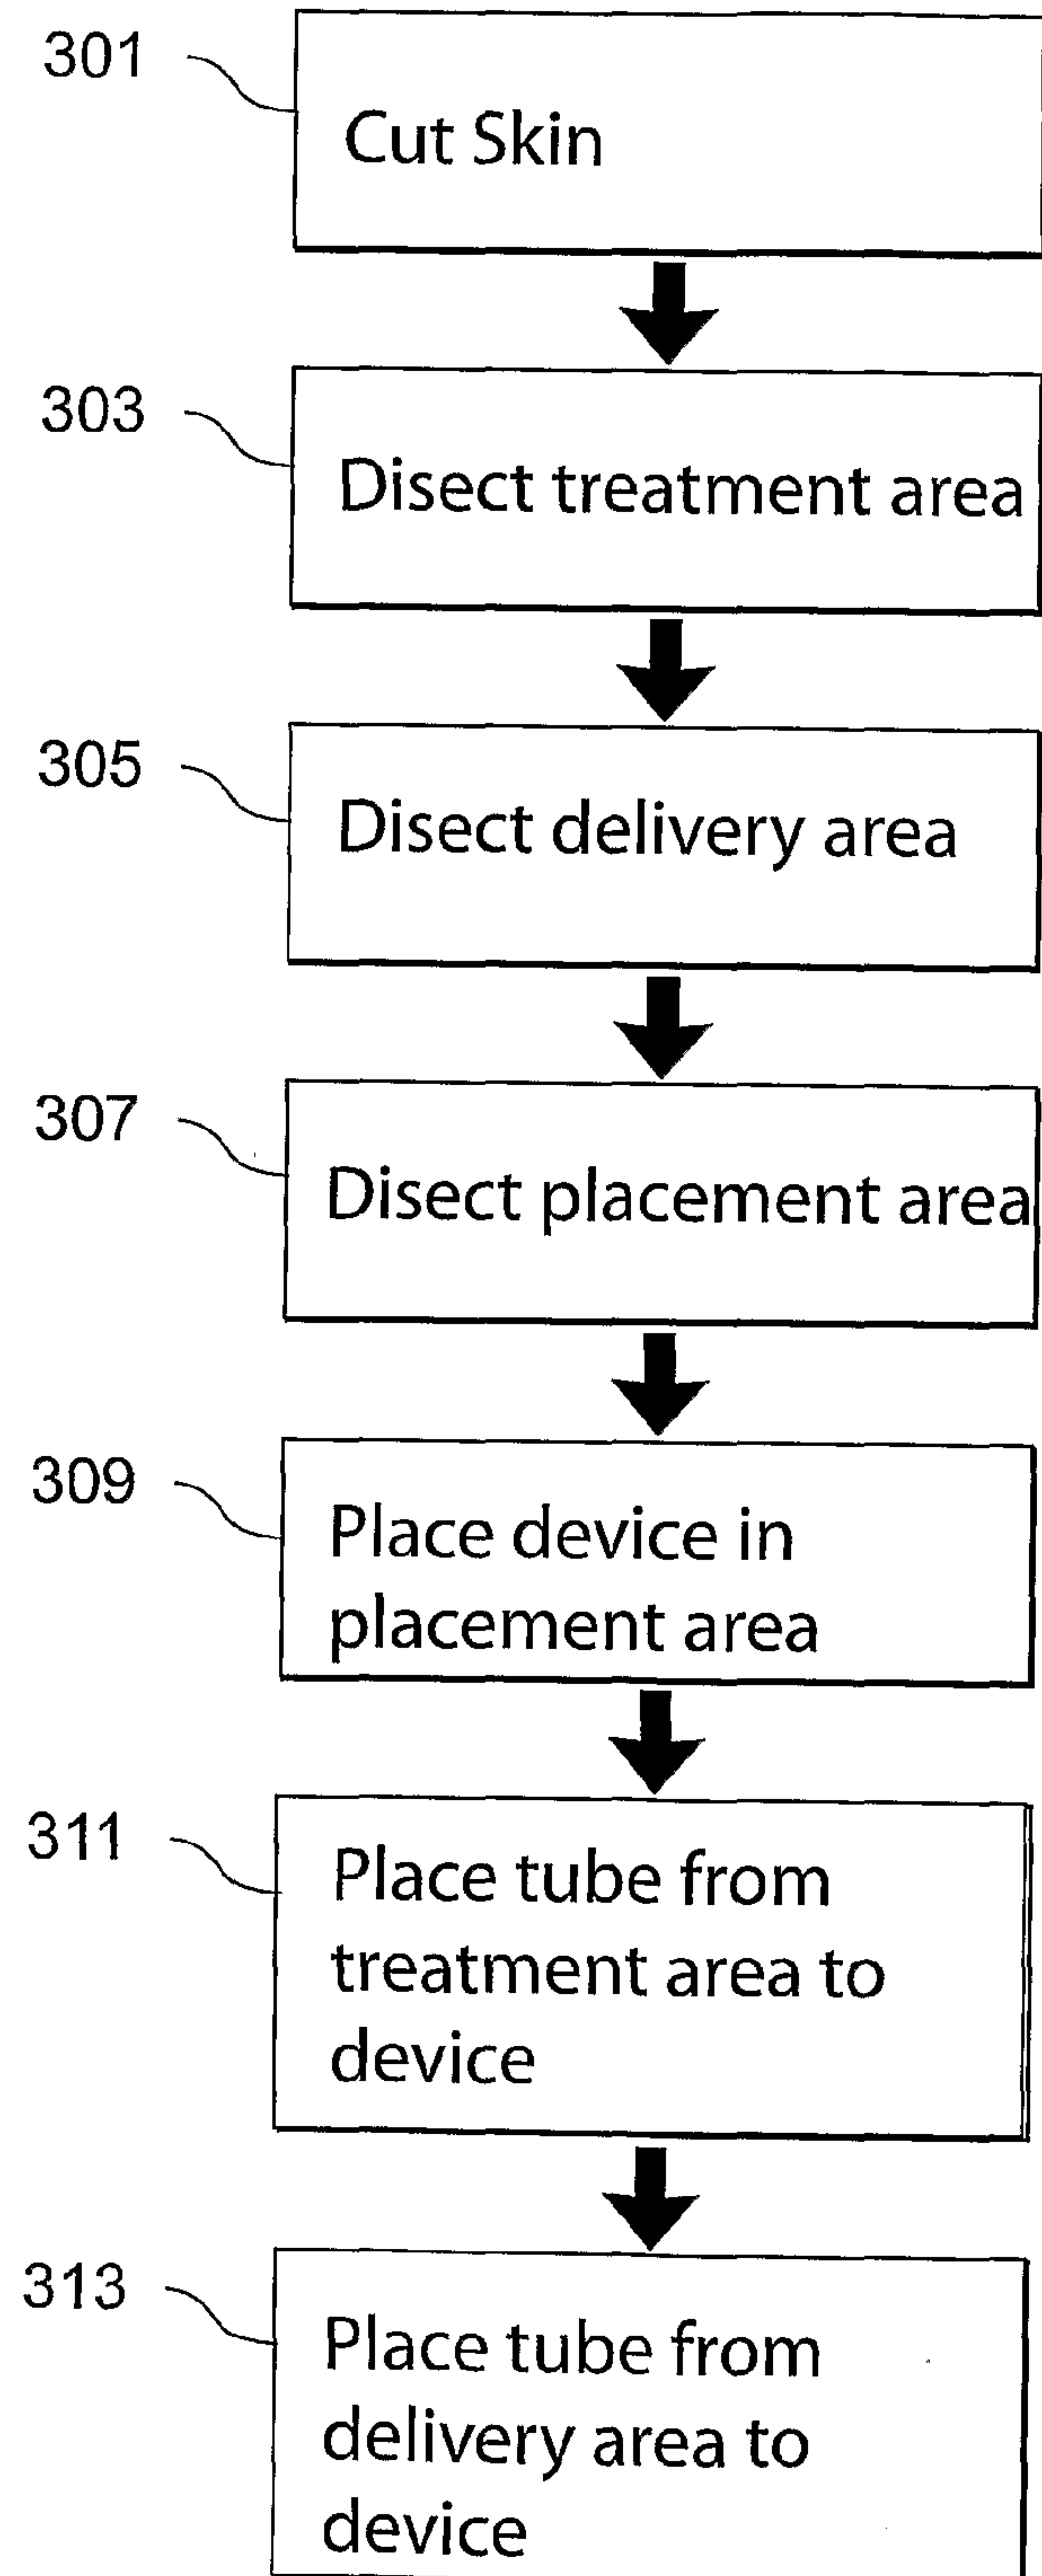 301
Cut Skin
303
Disect treatment area
305
Disect delivery area
307
Disect placement area
309
Place device in
placement area
311
Place tube from
treatment area to
device
313
Place tube from
delivery area to
device